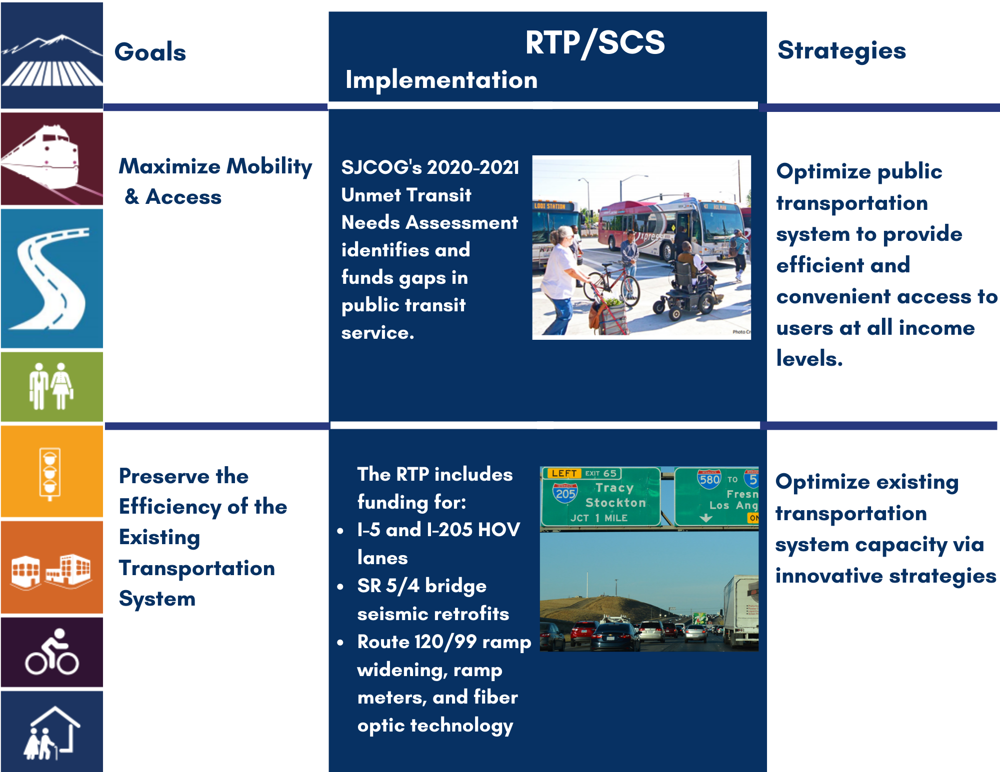 RTP/SCS
Goals
Implementation
Strategies
Maximize Mobility
& Access
SJCOG's 2020-2021
Unmet Transit
Needs Assessment
identifies and
funds gaps in
public transit
service.
LODI STATION
43 HOLMAN
xpress
Photo Cr
Optimize public
transportation
system to provide
efficient and
convenient access to
users at all income
levels.
Preserve the
Efficiency of the
Existing
Transportation
System
The RTP includes
funding for:
• I-5 and I-205 HOV
lanes
• SR 5/4 bridge
seismic retrofits
• Route 120/99 ramp
widening, ramp
meters, and fiber
optic technology
LEFT EXIT 65
INTERSTATE
205
Tracy
Stockton
JCT 1 MILE
INTERSTATE
580 TO 5
Fresn
Los Ang
ON
Optimize existing
transportation
system capacity via
innovative strategies